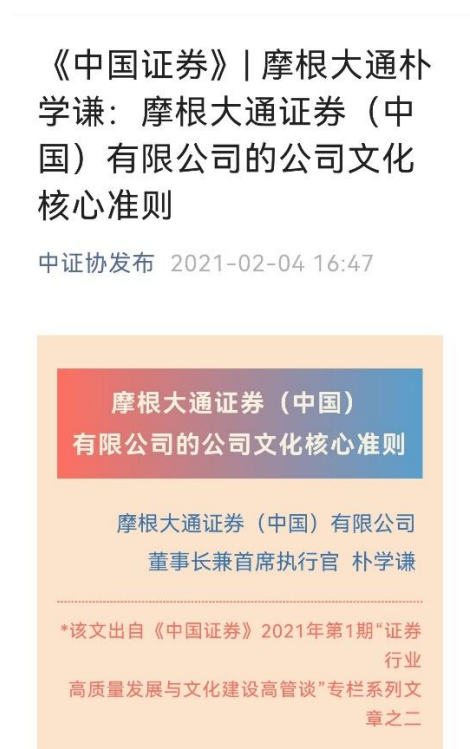 《中国证券》| 摩根大通朴
学谦：摩根大通证券（中
国）有限公司的公司文化
核心准则
中证协发布 2021-02-04 16:47
摩根大通证券（中国）
有限公司的公司文化核心准则
摩根大通证券（中国）有限公司
董事长兼首席执行官 朴学谦
*该文出自《中国证券》2021年第1期“证券
行业
高质量发展与文化建设高管谈”专栏系列文
章之二